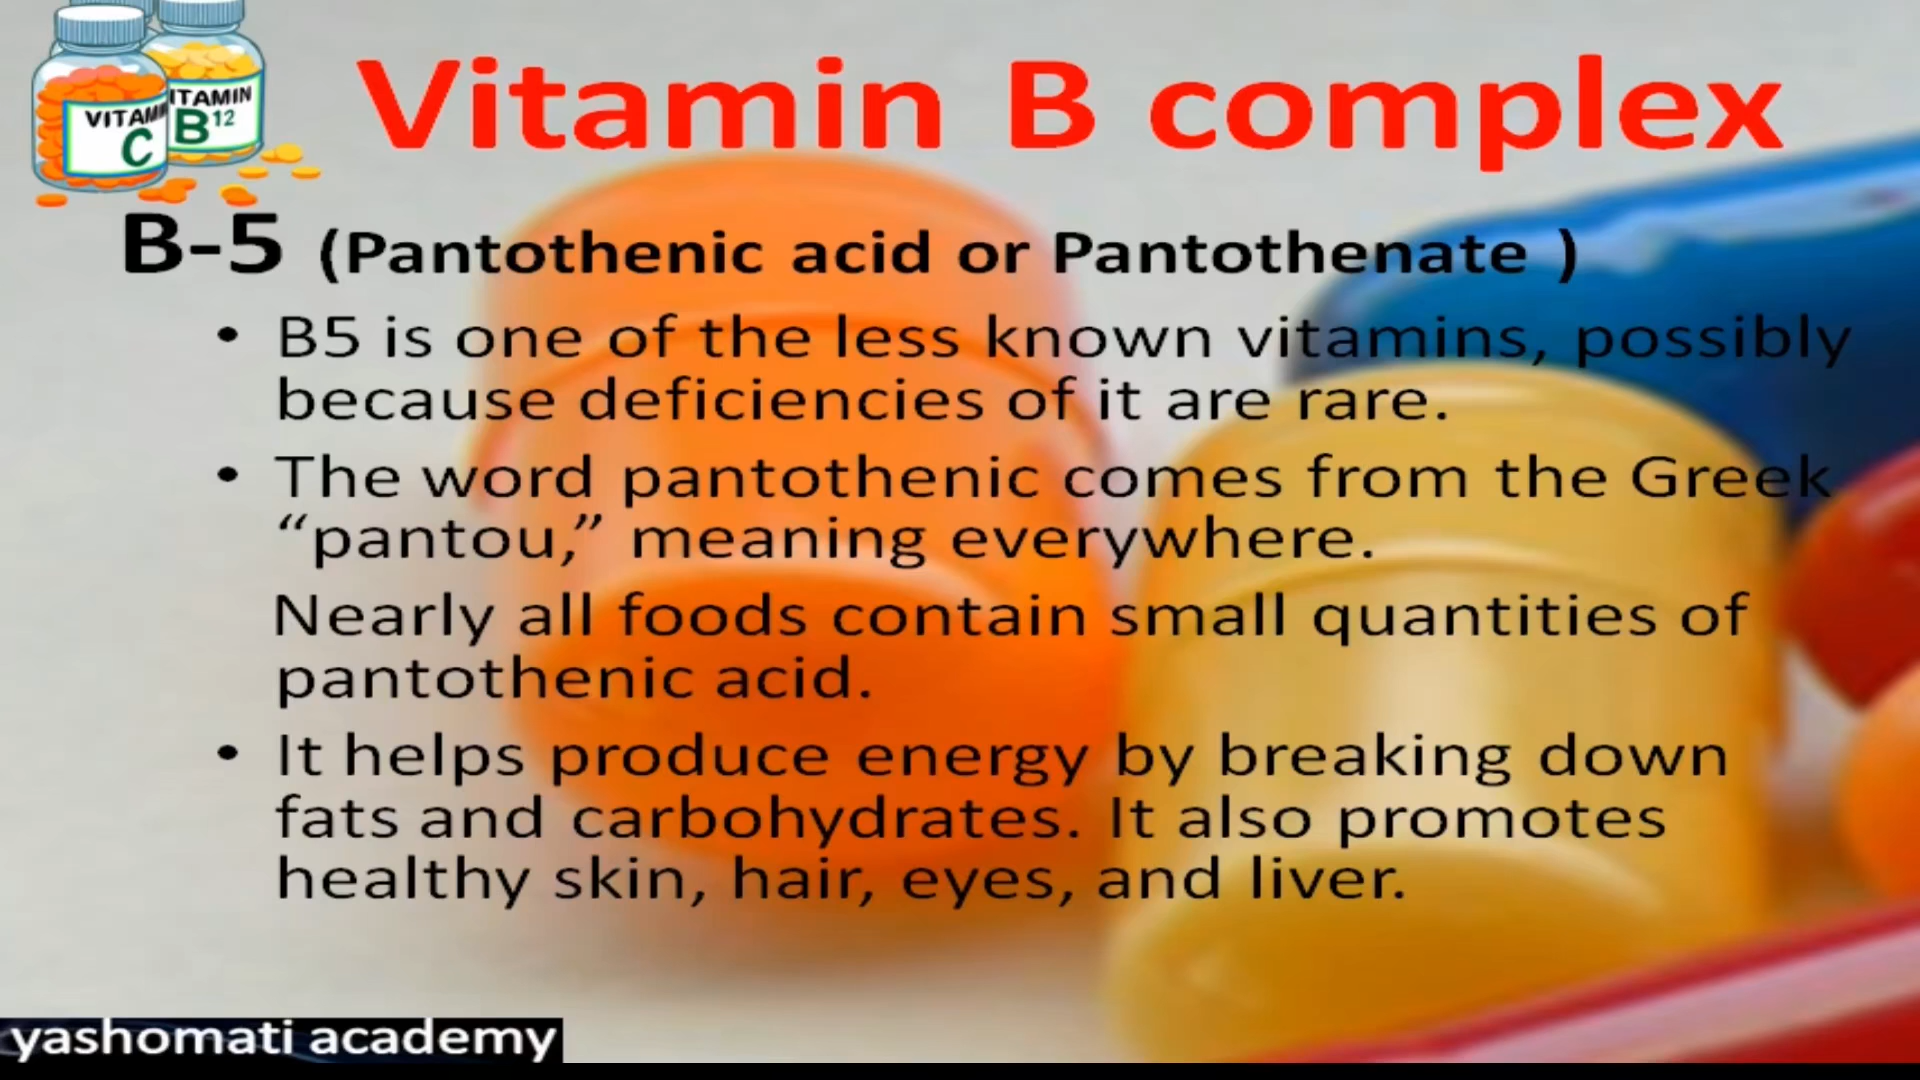 VITAMIN
B12
VITAM
C
Vitamin B complex
B-5 (Pantothenic acid or Pantothenate )
• B5 is one of the less known vitamins, possibly
because deficiencies of it are rare.
• The word pantothenic comes from the Greek
“pantou,” meaning everywhere.
Nearly all foods contain small quantities of
pantothenic acid.
• It helps produce energy by breaking down
fats and carbohydrates. It also promotes
healthy skin, hair, eyes, and liver.
yashomati academy